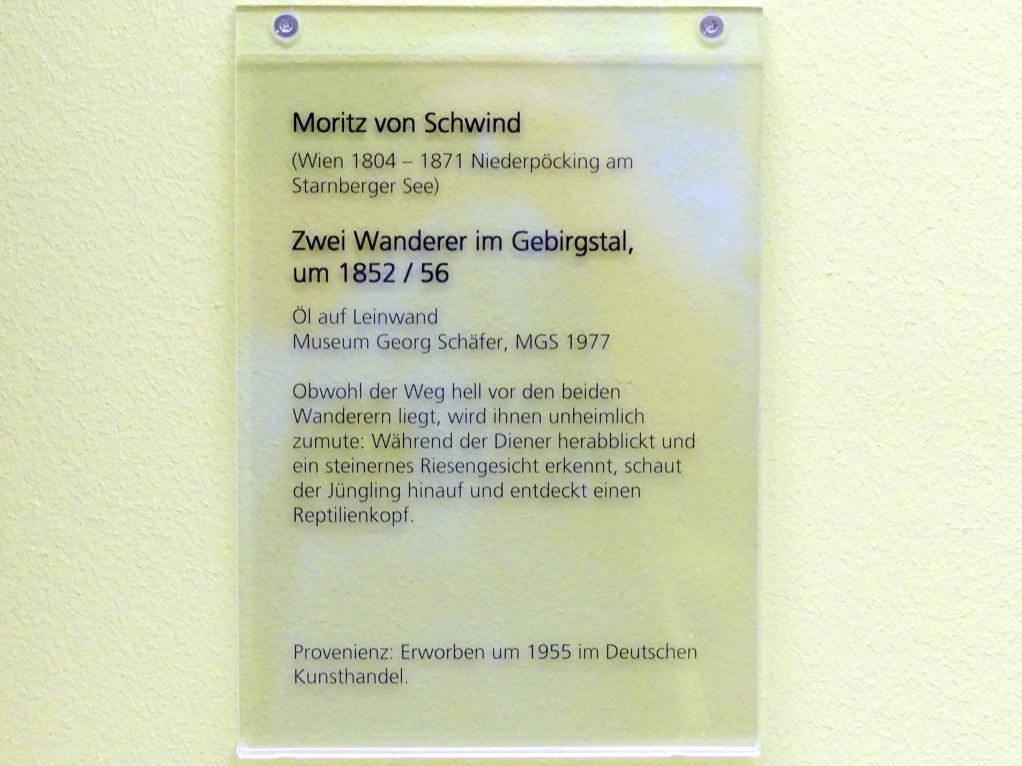 Moritz von Schwind
(Wien 1804 – 1871 Niederpöcking am
Starnberger See)
Zwei Wanderer im Gebirgstal,
um 1852 / 56
Öl auf Leinwand
Museum Georg Schäfer, MGS 1977
Obwohl der Weg hell vor den beiden
Wanderern liegt, wird ihnen unheimlich
zumute: Während der Diener herabblickt und
ein steinernes Riesengesicht erkennt, schaut
der Jüngling hinauf und entdeckt einen
Reptilienkopf.
Provenienz: Erworben um 1955 im Deutschen
Kunsthandel.